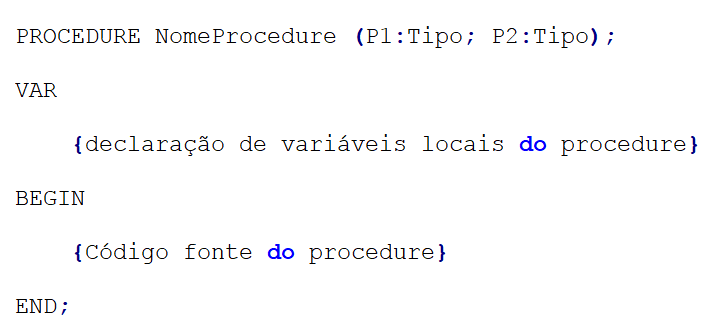 PROCEDURE NomeProcedure (P1:Tipo; P2:Tipo);
VAR
{declaração de variáveis locais do procedure}
BEGIN
{Código fonte do procedure}
END;